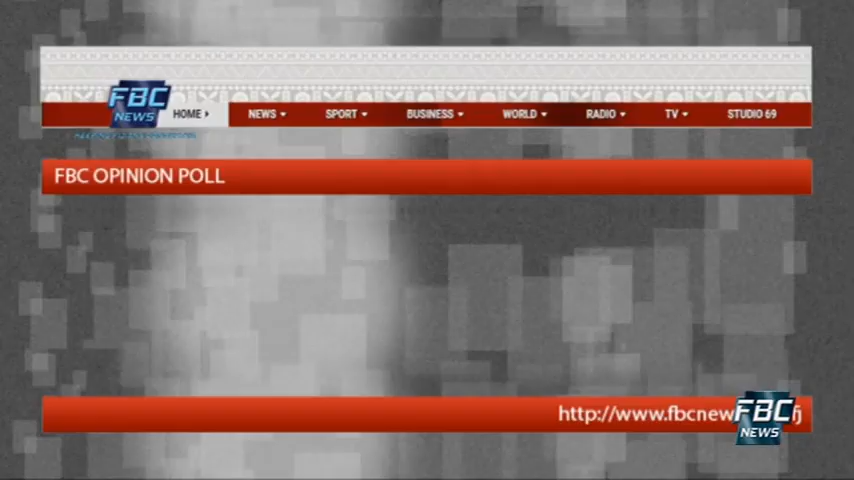 FBC
NEWS
HOME NEWS SPORT BUSINESS WORLD RADIO TV STUDIO 69
FBC OPINION POLL
http://www.fbcnew
FBC
NEWS